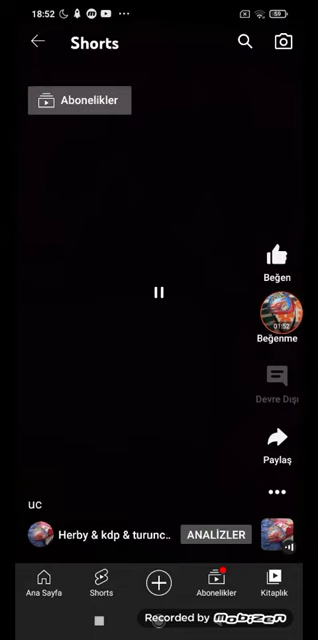 18:52
59
Shorts
Abonelikler
Beğen
01:52
Beğenme
Devre Dışı
Paylaş
uc
Herby & kdp & turunc..
ANALİZLER
Ana Sayfa
Shorts
Abonelikler
Kitaplık
Recorded by mobizen